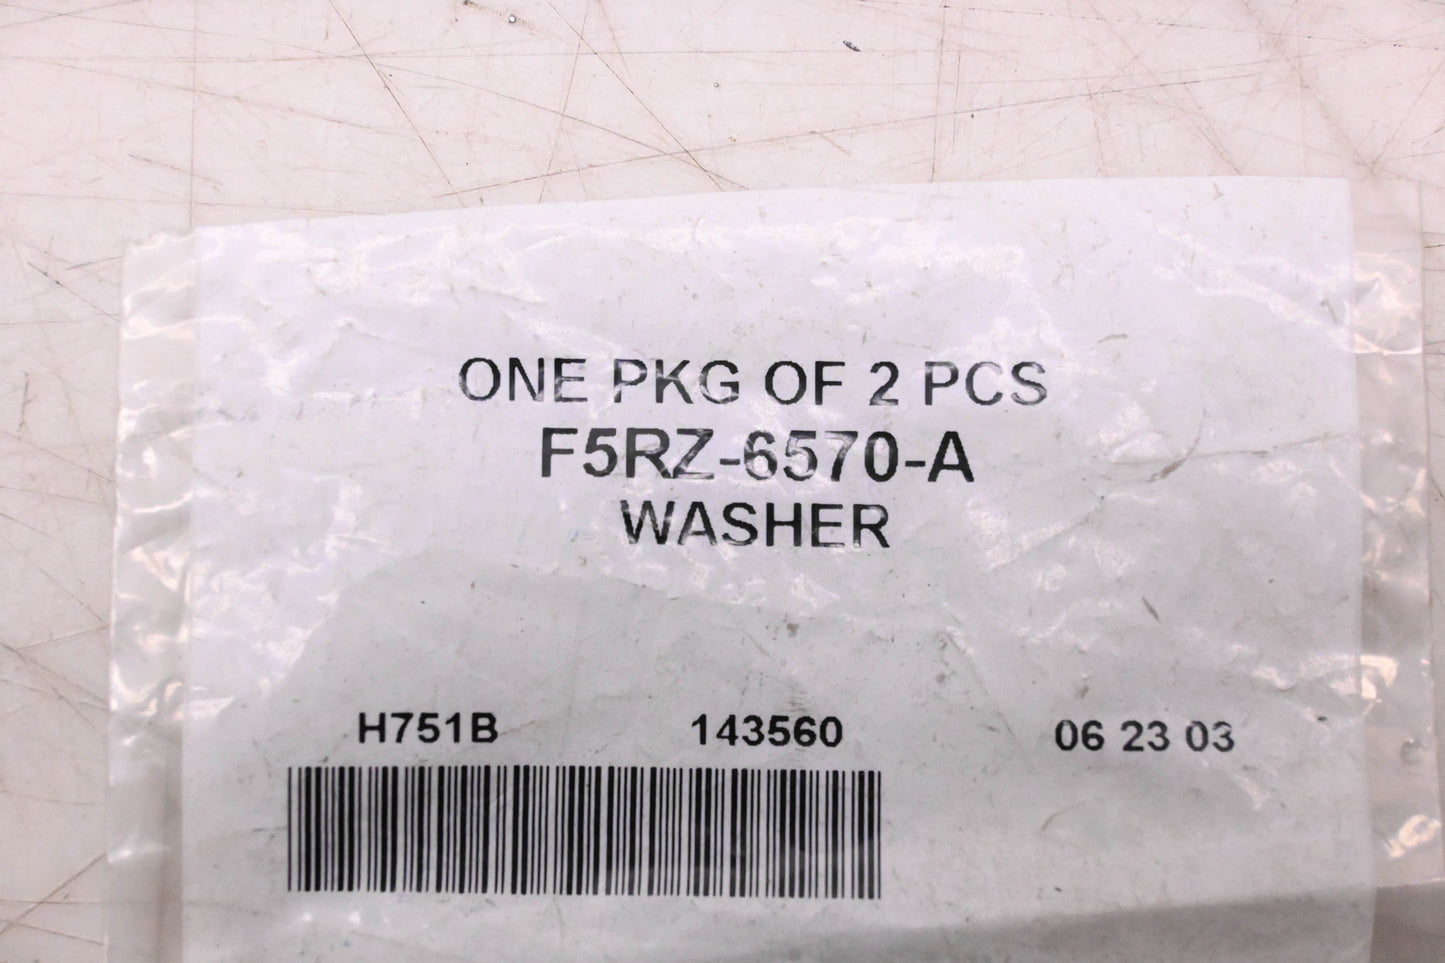 ONE PKG OF 2 PCS
F5RZ-6570-A
WASHER
H751B 143560 06 23 03